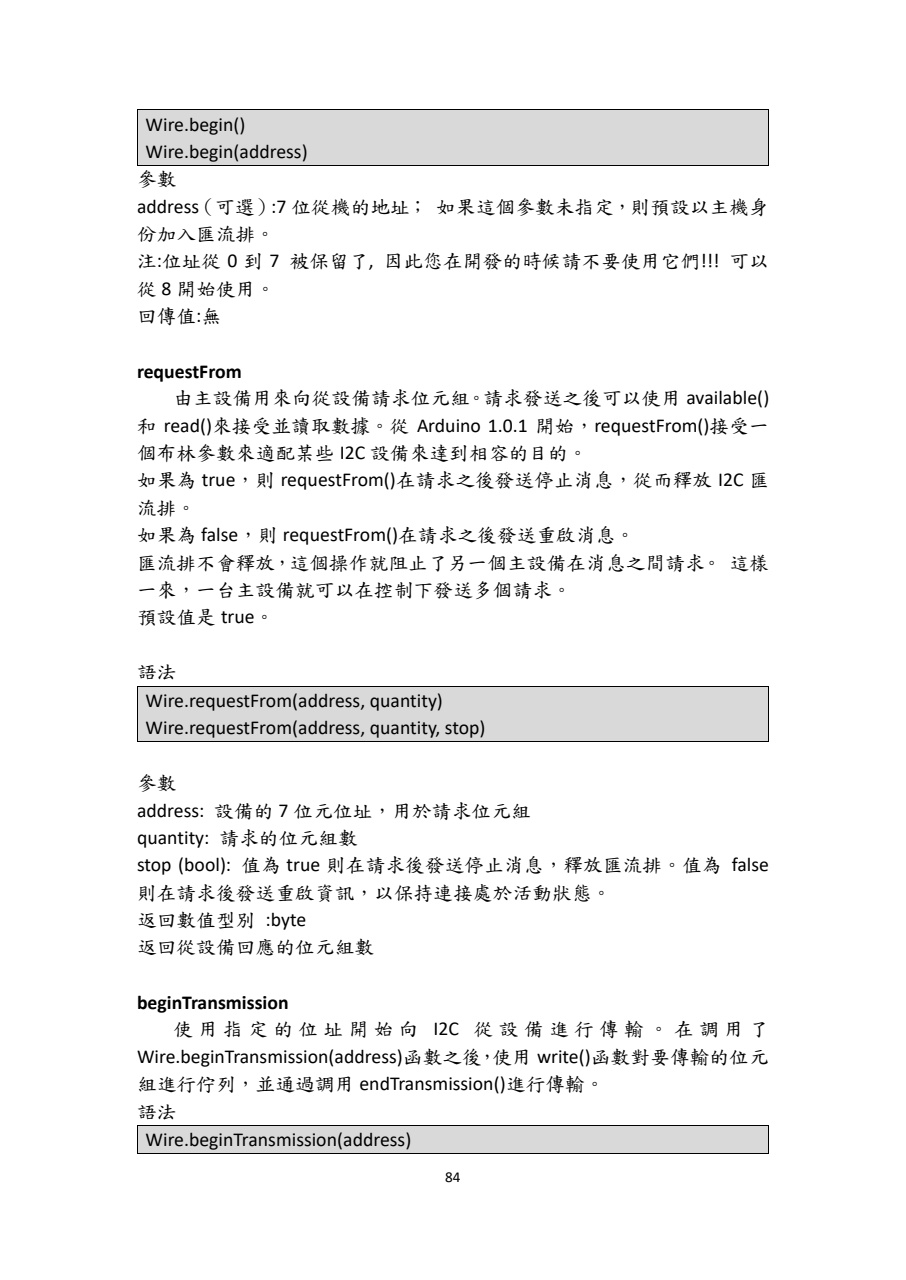 Wire.begin()
Wire.begin(address)
參數
address（可選）:7 位從機的地址； 如果這個參數未指定，則預設以主機身
份加入匯流排。
注:位址從 0 到 7 被保留了, 因此您在開發的時候請不要使用它們!!! 可以
從 8 開始使用。
回傳值:無
requestFrom
由主設備用來向從設備請求位元組。請求發送之後可以使用 available()
和 read()來接受並讀取數據。從 Arduino 1.0.1 開始，requestFrom()接受一
個布林參數來適配某些 I2C 設備來達到相容的目的。
如果為 true，則 requestFrom()在請求之後發送停止消息，從而釋放 I2C 匯
流排。
如果為 false，則 requestFrom()在請求之後發送重啟消息。
匯流排不會釋放，這個操作就阻止了另一個主設備在消息之間請求。 這樣
一來，一台主設備就可以在控制下發送多個請求。
預設值是 true。
語法
Wire.requestFrom(address, quantity)
Wire.requestFrom(address, quantity, stop)
參數
address: 設備的 7 位元位址，用於請求位元組
quantity: 請求的位元組數
stop (bool): 值為 true 則在請求後發送停止消息，釋放匯流排。值為 false
則在請求後發送重啟資訊，以保持連接處於活動狀態。
返回數值型別 :byte
返回從設備回應的位元組數
beginTransmission
使用指定的位址開始向 I2C 從設備進行傳輸。在調用了
Wire.beginTransmission(address)函數之後，使用 write()函數對要傳輸的位元
組進行佇列，並通過調用 endTransmission()進行傳輸。
語法
Wire.beginTransmission(address)
84